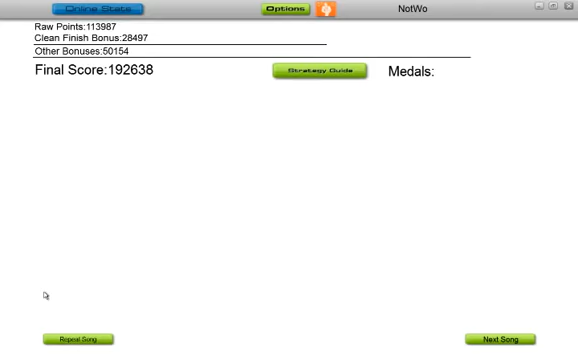 Online Stats Options NotWo
Raw Points:113987
Clean Finish Bonus:28497
Other Bonuses:50154
Final Score:192638 Strategy Guide Medals:
Repeat Song Next Song